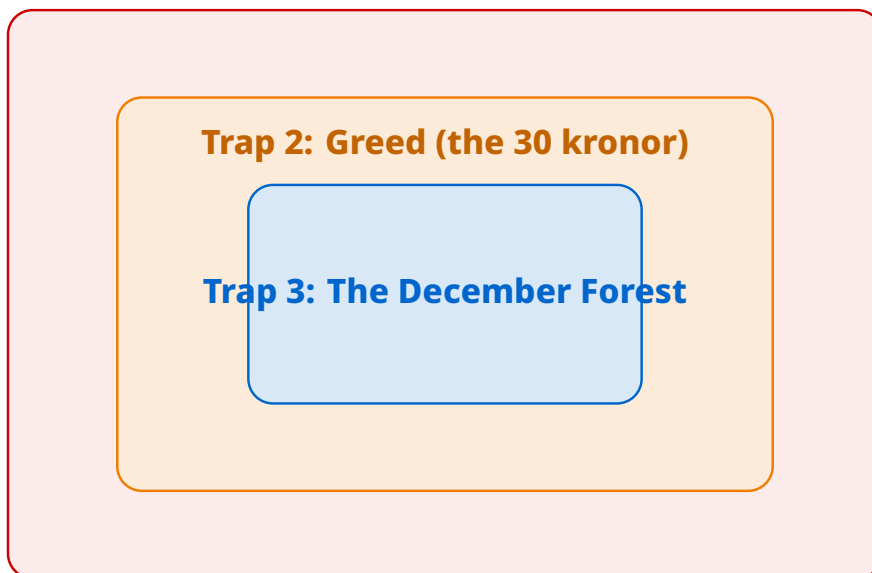 Trap 2: Greed (the 30 kronor)
Trap 3: The December Forest